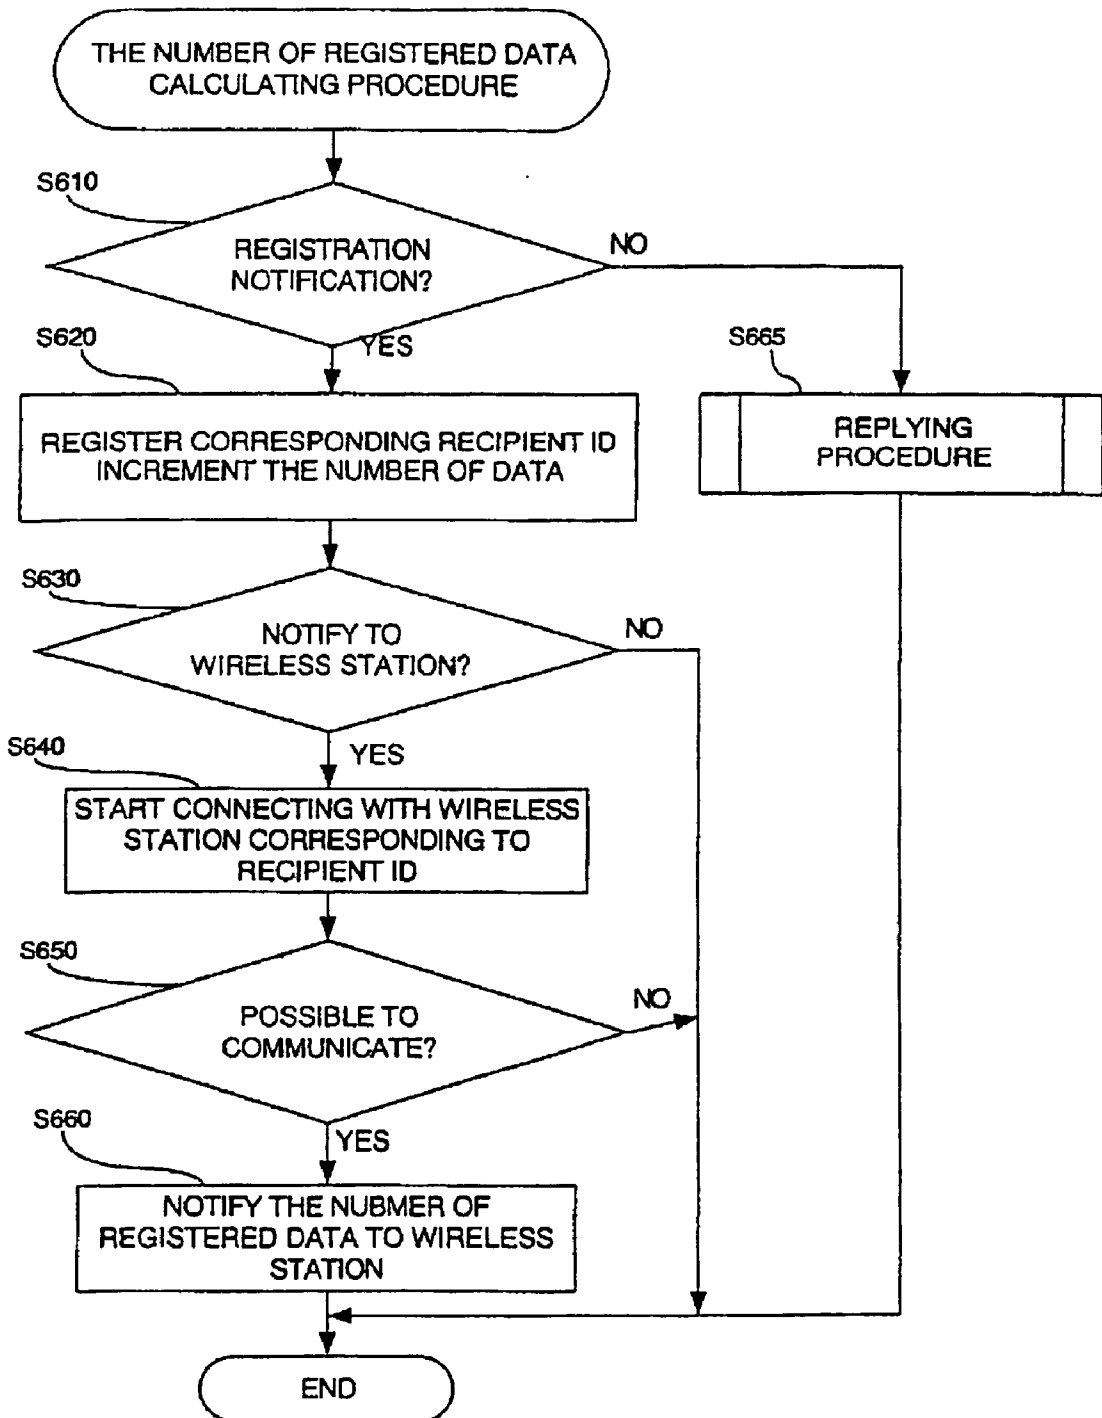 THE NUMBER OF REGISTERED DATA
CALCULATING PROCEDURE
S610
REGISTRATION
NOTIFICATION?
NO
YES
S620
REGISTER CORRESPONDING RECIPIENT ID
INCREMENT THE NUMBER OF DATA
S665
REPLYING
PROCEDURE
S630
NOTIFY TO
WIRELESS STATION?
NO
YES
S640
START CONNECTING WITH WIRELESS
STATION CORRESPONDING TO
RECIPIENT ID
S650
POSSIBLE TO
COMMUNICATE?
NO
YES
S660
NOTIFY THE NUBMER OF
REGISTERED DATA TO WIRELESS
STATION
END